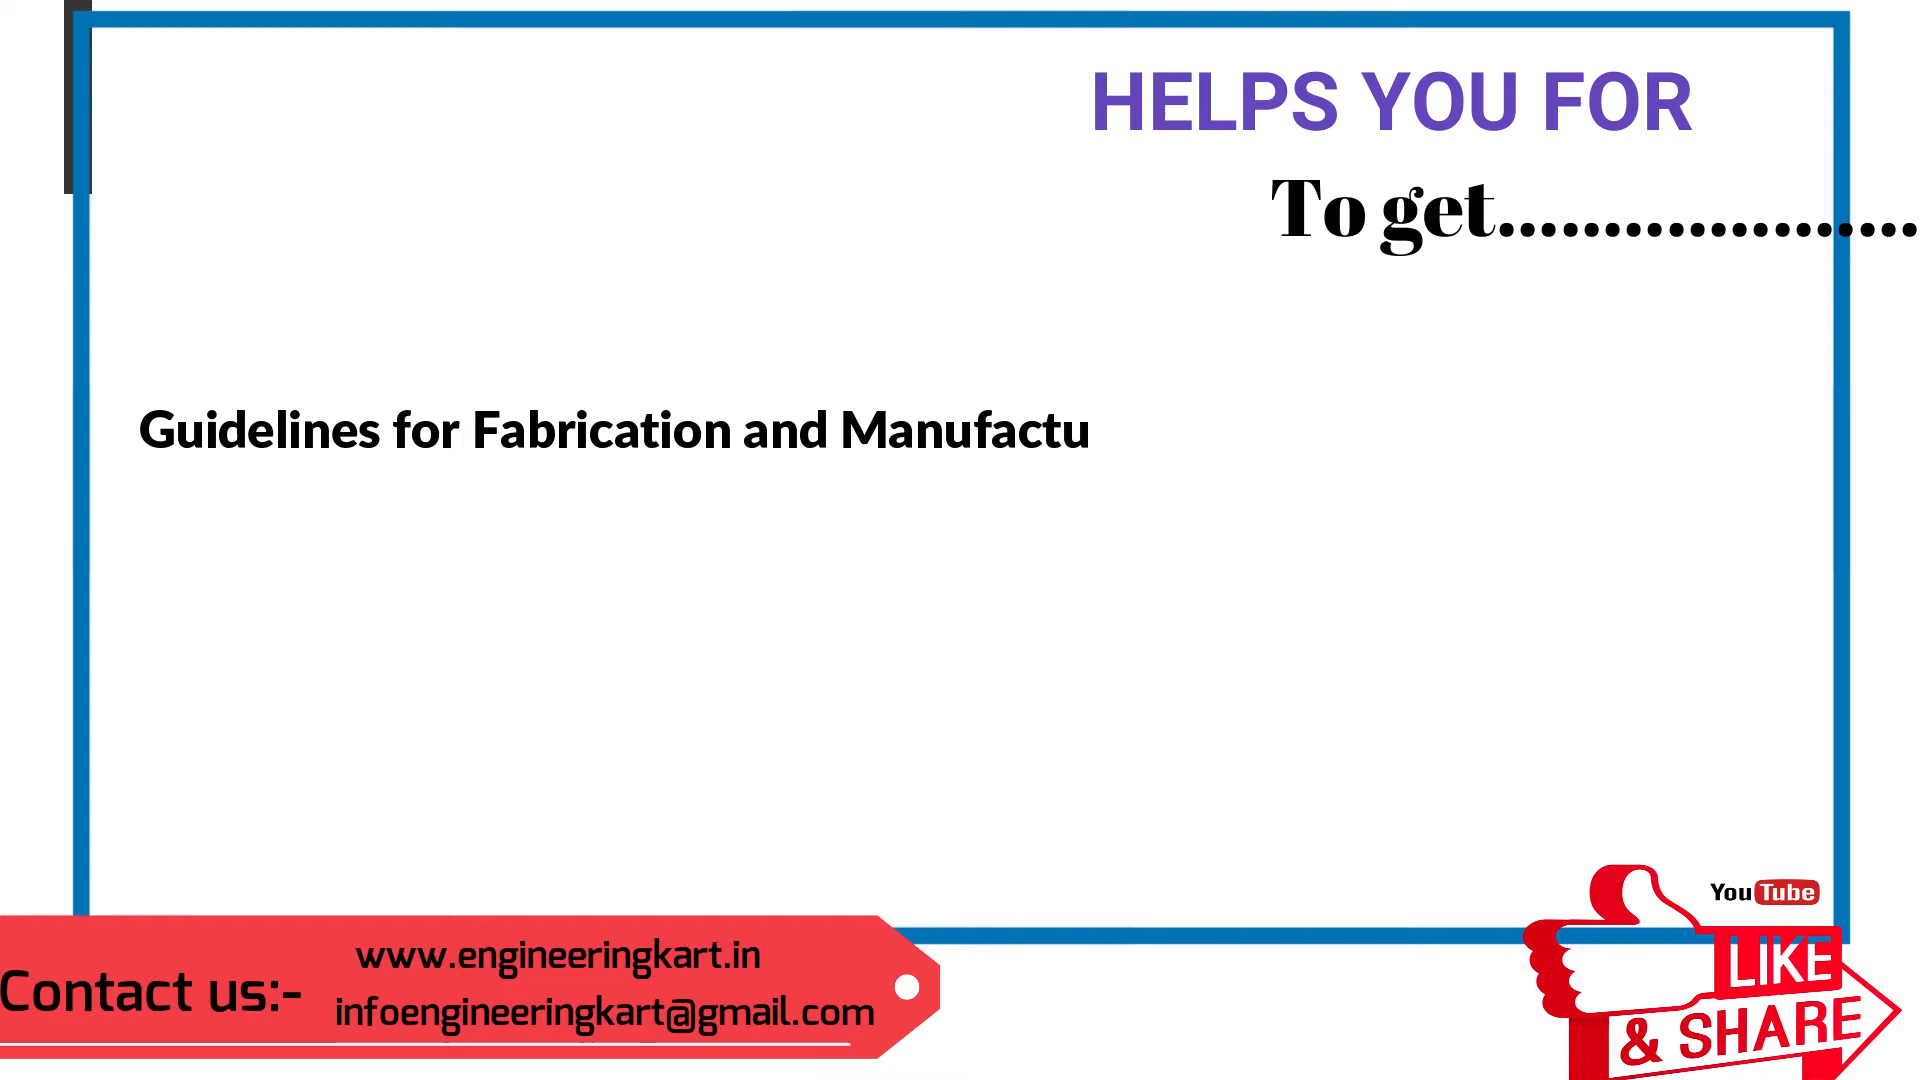 HELPS YOU FOR
To get....................
Guidelines for Fabrication and Manufactu
YouTube
LIKE
& SHARE
Contact us:-
www.engineeringkart.in
infoengineeringkart@gmail.com